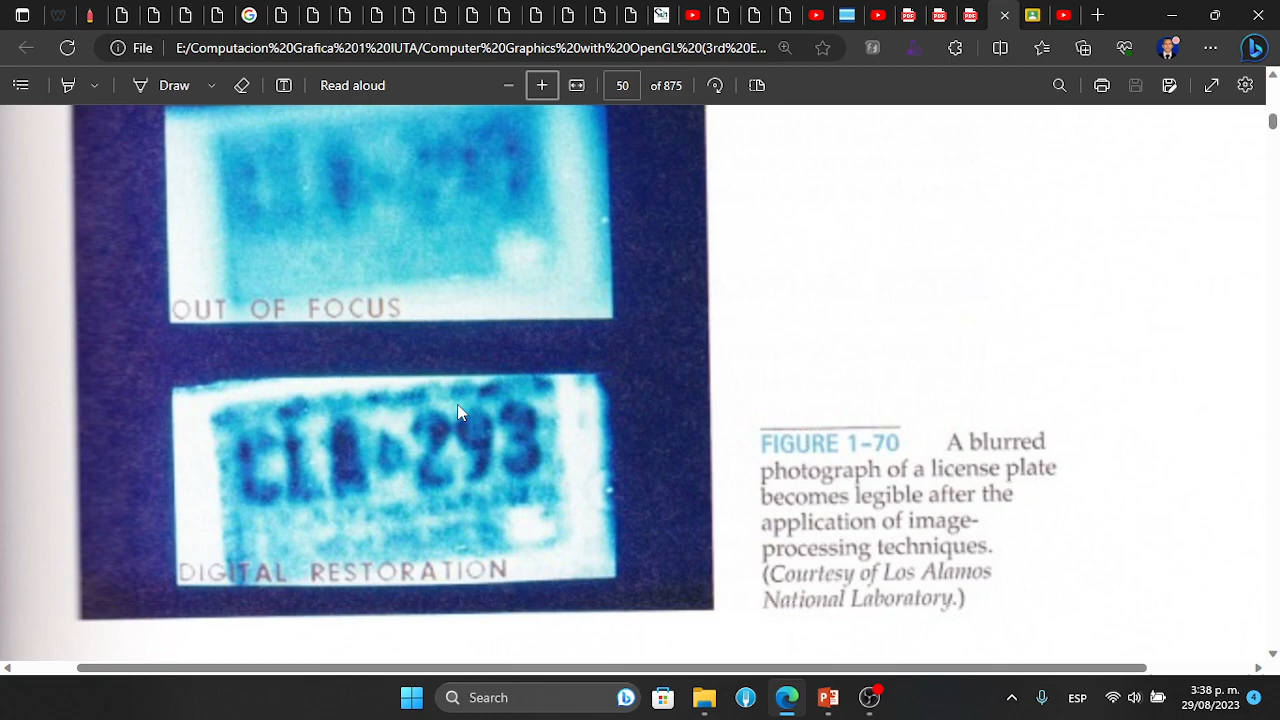 File
E:/Computacion%20Grafica%201%20IUTA/Computer%20Graphics%20with%20OpenGL%20(3rd%20E...
Draw
Read aloud
50
of 875
OUT OF FOCUS
DIGITAL RESTORATION
FIGURE 1–70 A blurred
photograph of a license plate
becomes legible after the
application of image-
processing techniques.
(Courtesy of Los Alamos
National Laboratory.)
Search
ESP
3:38 p. m.
29/08/2023
4